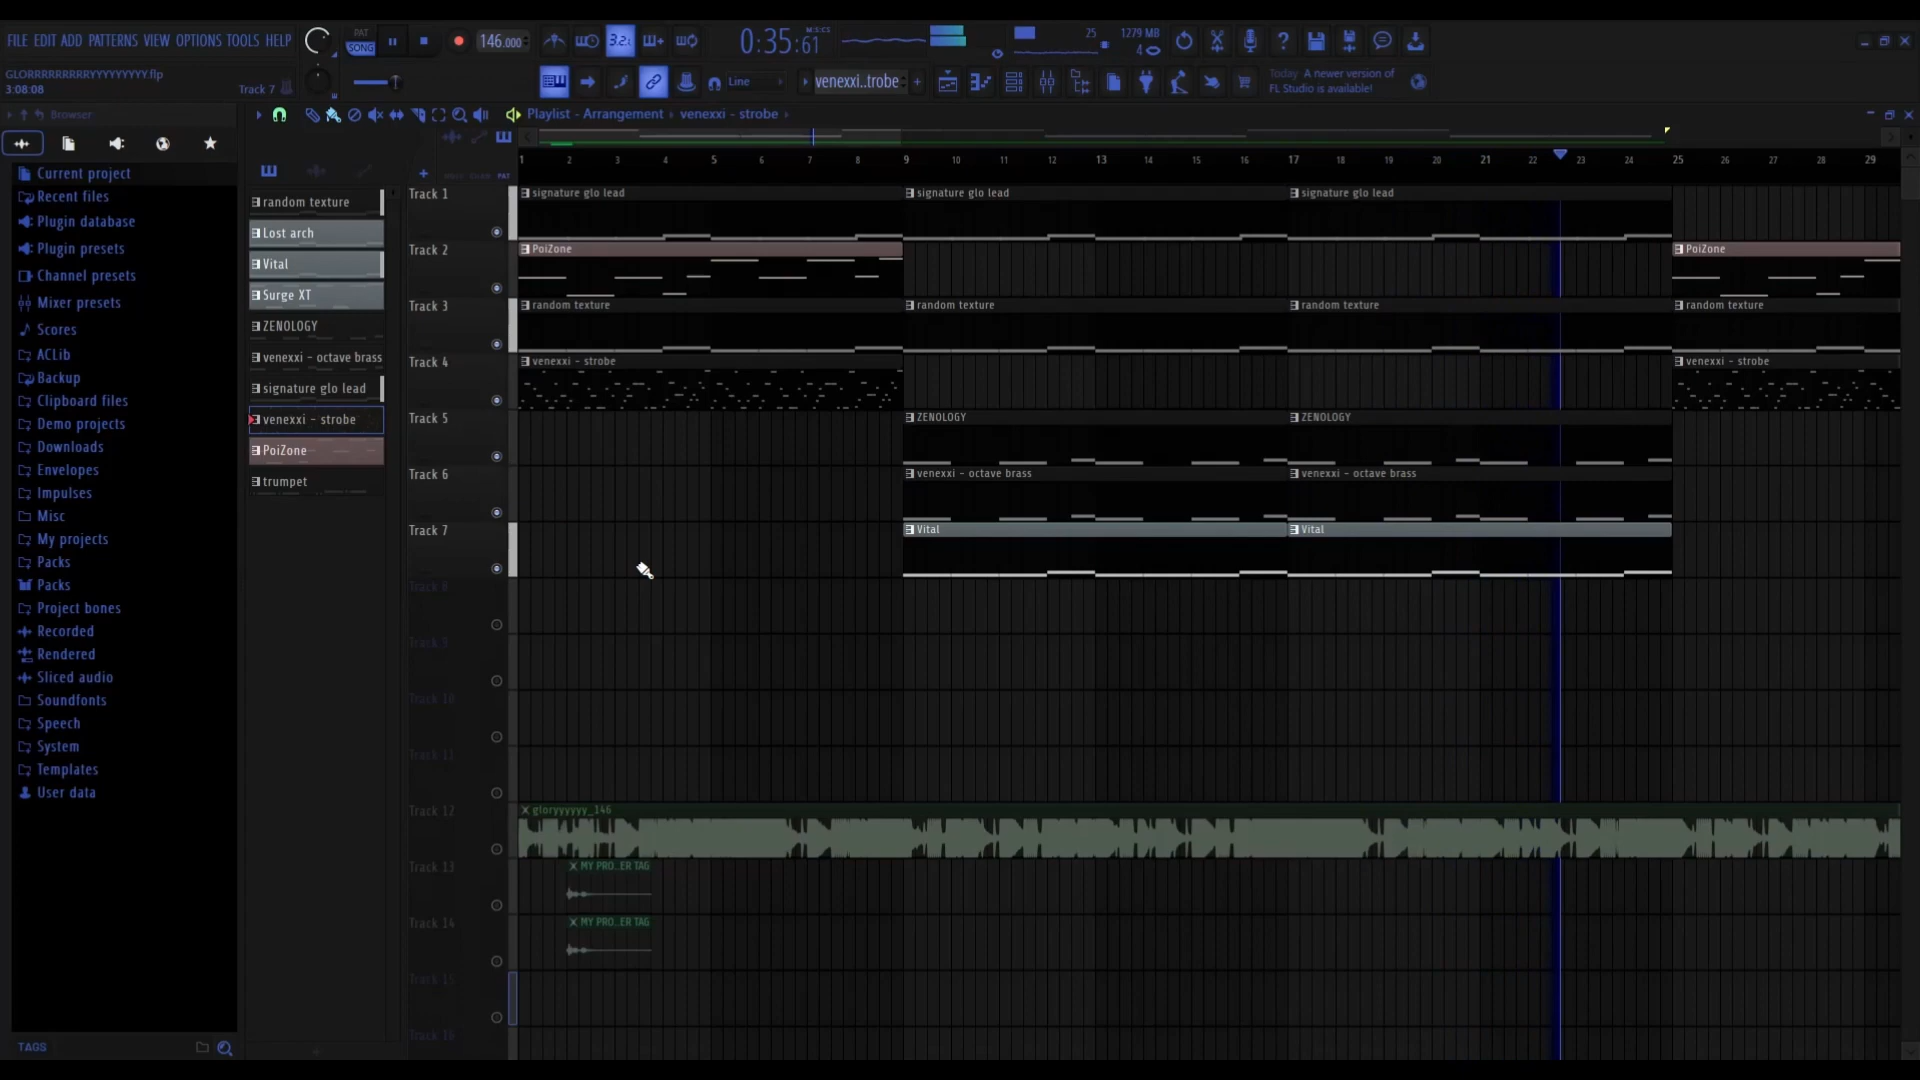 FILE EDIT ADD PATTERNS VIEW OPTIONS TOOLS HELP
PAT
SONG
146.000
3 2 1
0:35:61
M:S:CS
25
1279 MB
4
GLORRRRRRRRRYYYYYYYYY.flp
3:08:08
Track 7
Line
venexxi..trobe
Today A newer version of
FL Studio is available!
Browser
Playlist - Arrangement › venexxi - strobe ›
Current project
Recent files
Plugin database
Plugin presets
Channel presets
Mixer presets
Scores
ACLib
Backup
Clipboard files
Demo projects
Downloads
Envelopes
Impulses
Misc
My projects
Packs
Packs
Project bones
Recorded
Rendered
Sliced audio
Soundfonts
Speech
System
Templates
User data
TAGS
random texture
Lost arch
Vital
Surge XT
ZENOLOGY
venexxi - octave brass
signature glo lead
venexxi - strobe
PoiZone
trumpet
1 2 3 4 5 6 7 8 9 10 11 12 13 14 15 16 17 18 19 20 21 22 23 24 25 26 27 28 29
Track 1
signature glo lead
signature glo lead
signature glo lead
Track 2
PoiZone
PoiZone
Track 3
random texture
random texture
random texture
random texture
Track 4
venexxi - strobe
venexxi - strobe
Track 5
ZENOLOGY
ZENOLOGY
Track 6
venexxi - octave brass
venexxi - octave brass
Track 7
Vital
Vital
Track 8
Track 9
Track 10
Track 11
Track 12
gloryyyyyy_146
Track 13
MY PRO..ER TAG
Track 14
MY PRO..ER TAG
Track 15
Track 16